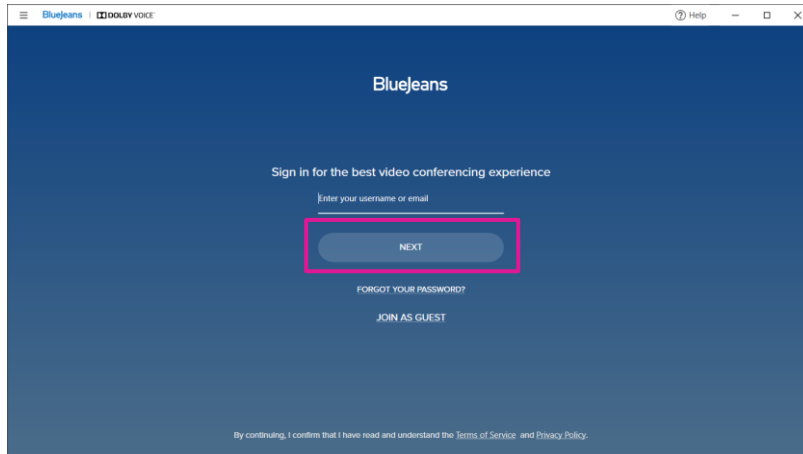 BlueJeans | DOLBY VOICE® Help
BlueJeans
Sign in for the best video conferencing experience
Enter your username or email
NEXT
FORGOT YOUR PASSWORD?
JOIN AS GUEST
By continuing, I confirm that I have read and understand the Terms of Service and Privacy Policy.